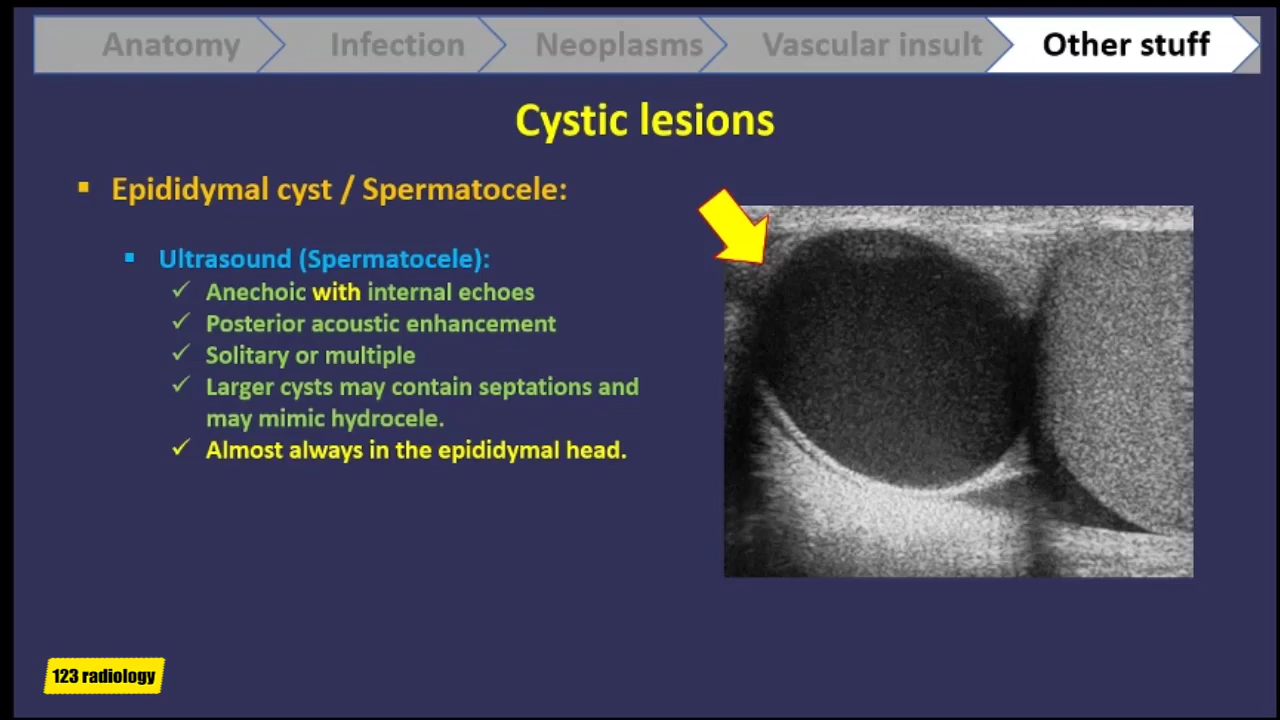 Anatomy Infection Neoplasms Vascular insult Other stuff
Cystic lesions
▪ Epididymal cyst / Spermatocele:
▪ Ultrasound (Spermatocele):
✓ Anechoic with internal echoes
✓ Posterior acoustic enhancement
✓ Solitary or multiple
✓ Larger cysts may contain septations and
may mimic hydrocele.
✓ Almost always in the epididymal head.
123 radiology